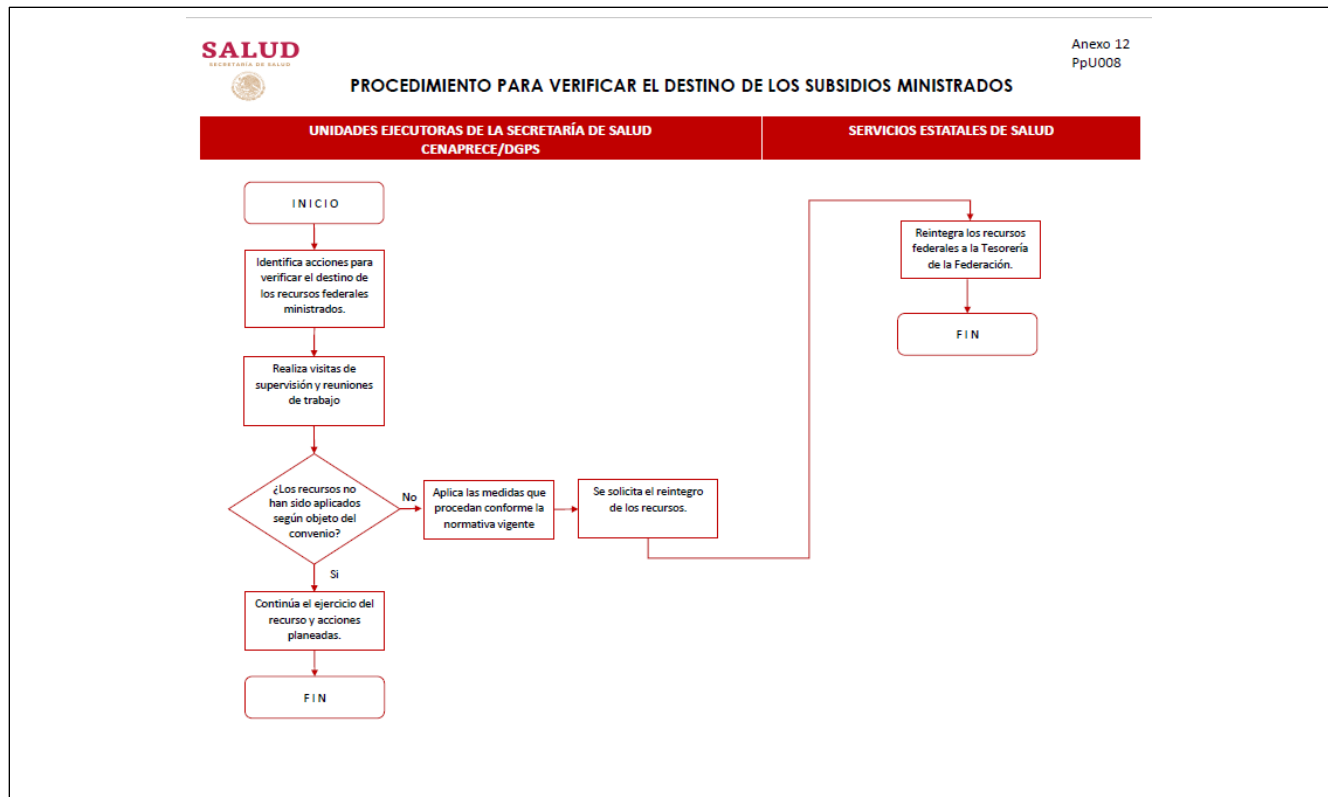 SALUD
SECRETARÍA DE SALUD
Anexo 12
PpU008
PROCEDIMIENTO PARA VERIFICAR EL DESTINO DE LOS SUBSIDIOS MINISTRADOS
UNIDADES EJECUTORAS DE LA SECRETARÍA DE SALUD
CENAPRECE/DGPS
SERVICIOS ESTATALES DE SALUD
INICIO
Identifica acciones para
verificar el destino de
los recursos federales
ministrados.
Realiza visitas de
supervisión y reuniones
de trabajo
¿Los recursos no
han sido aplicados
según objeto del
convenio?
No
Aplica las medidas que
procedan conforme la
normativa vigente
Se solicita el reintegro
de los recursos.
Si
Continúa el ejercicio del
recurso y acciones
planeadas.
FIN
Reintegra los recursos
federales a la Tesorería
de la Federación.
FIN